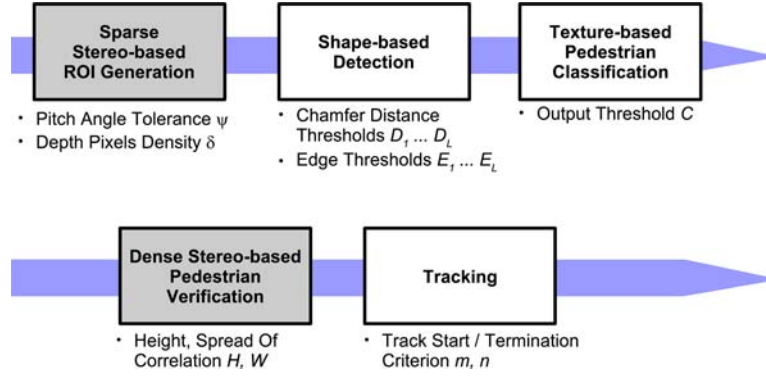 Sparse
Stereo-based
ROI Generation
• Pitch Angle Tolerance ψ
• Depth Pixels Density δ
Shape-based
Detection
• Chamfer Distance
Thresholds D₁ ... D_L
• Edge Thresholds E₁ ... E_L
Texture-based
Pedestrian
Classification
• Output Threshold C
Dense Stereo-based
Pedestrian
Verification
• Height, Spread Of
Correlation H, W
Tracking
• Track Start / Termination
Criterion m, n